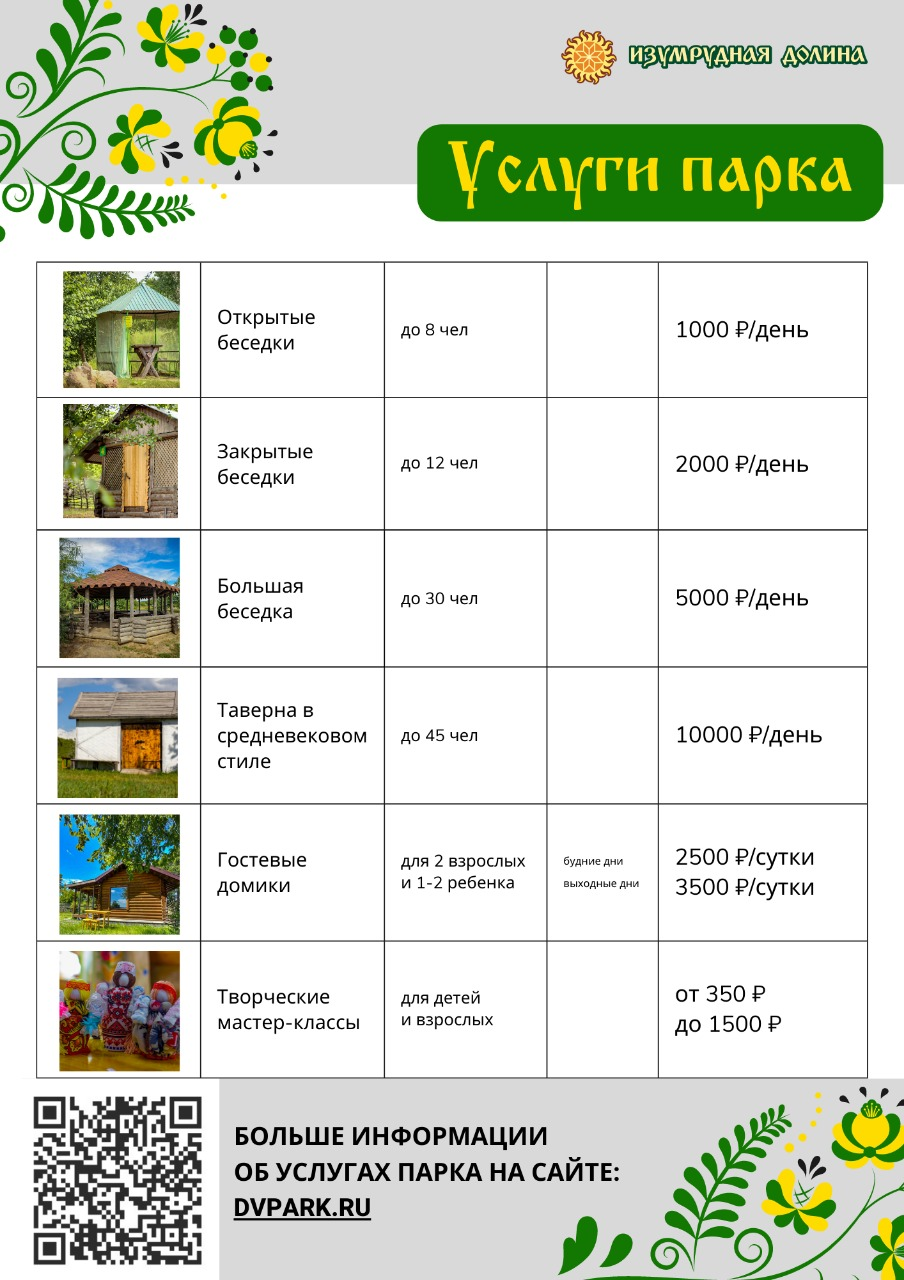 ИЗУМРУДНАЯ ДОЛИНА
Услуги парка
Открытые
беседки
до 8 чел
1000 ₽/день
Закрытые
беседки
до 12 чел
2000 ₽/день
Большая
беседка
до 30 чел
5000 ₽/день
Таверна в
средневековом
стиле
до 45 чел
10000 ₽/день
Гостевые
домики
для 2 взрослых
и 1-2 ребенка
будние дни
выходные дни
2500 ₽/сутки
3500 ₽/сутки
Творческие
мастер-классы
для детей
и взрослых
от 350 ₽
до 1500 ₽
БОЛЬШЕ ИНФОРМАЦИИ
ОБ УСЛУГАХ ПАРКА НА САЙТЕ:
DVPARK.RU